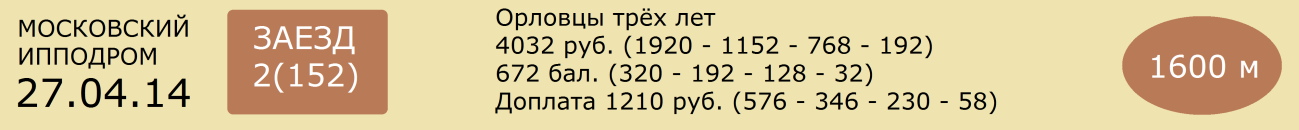 МОСКОВСКИЙ
ИППОДРОМ
27.04.14
ЗАЕЗД
2(152)
Орловцы трёх лет
4032 руб. (1920 - 1152 - 768 - 192)
672 бал. (320 - 192 - 128 - 32)
Доплата 1210 руб. (576 - 346 - 230 - 58)
1600 м